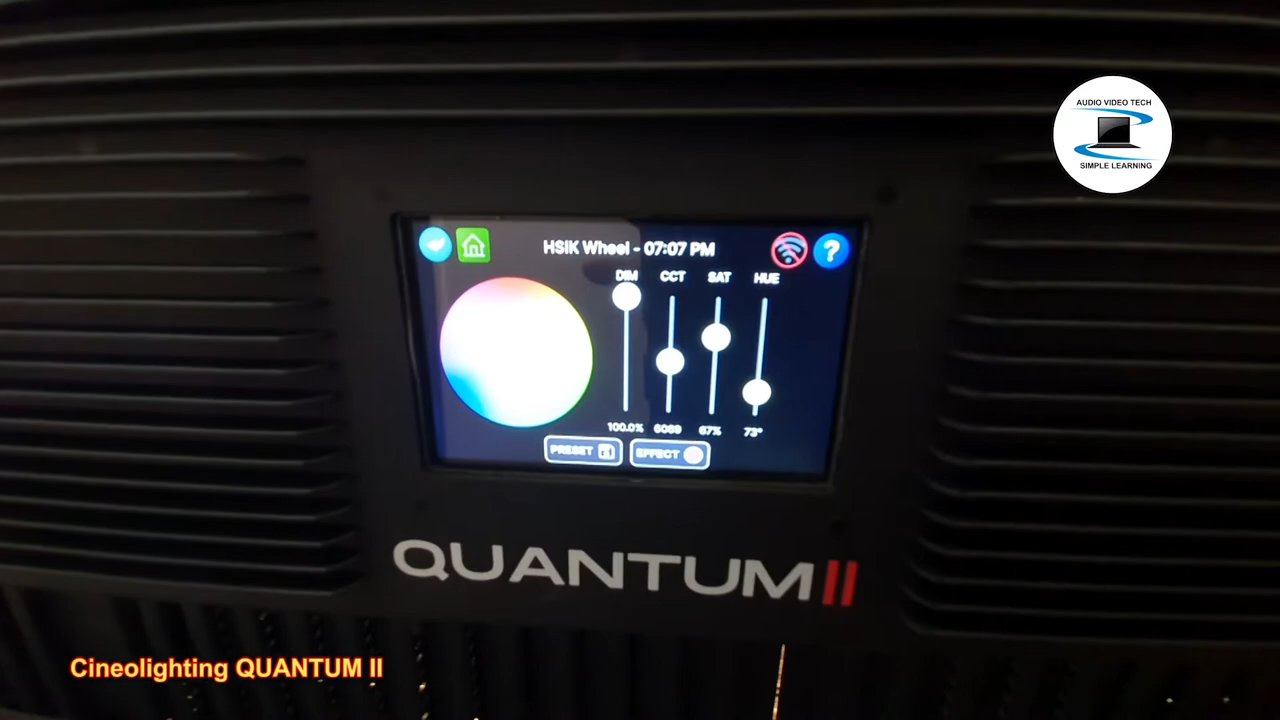 AUDIO VIDEO TECH
SIMPLE LEARNING
HSIK Wheel - 07:07 PM
?
DIM CCT SAT HUE
100.0% 6069 67% 73°
PRESET EFFECT
QUANTUM II
Cineolighting QUANTUM II